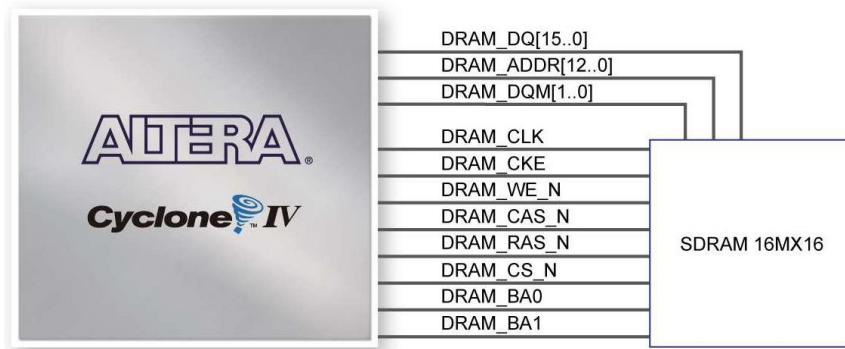 DRAM_DQ[15..0]
DRAM_ADDR[12..0]
DRAM_DQM[1..0]
DRAM_CLK
DRAM_CKE
DRAM_WE_N
DRAM_CAS_N
DRAM_RAS_N
DRAM_CS_N
DRAM_BA0
DRAM_BA1
ALTERA®
Cyclone™ IV
SDRAM 16MX16